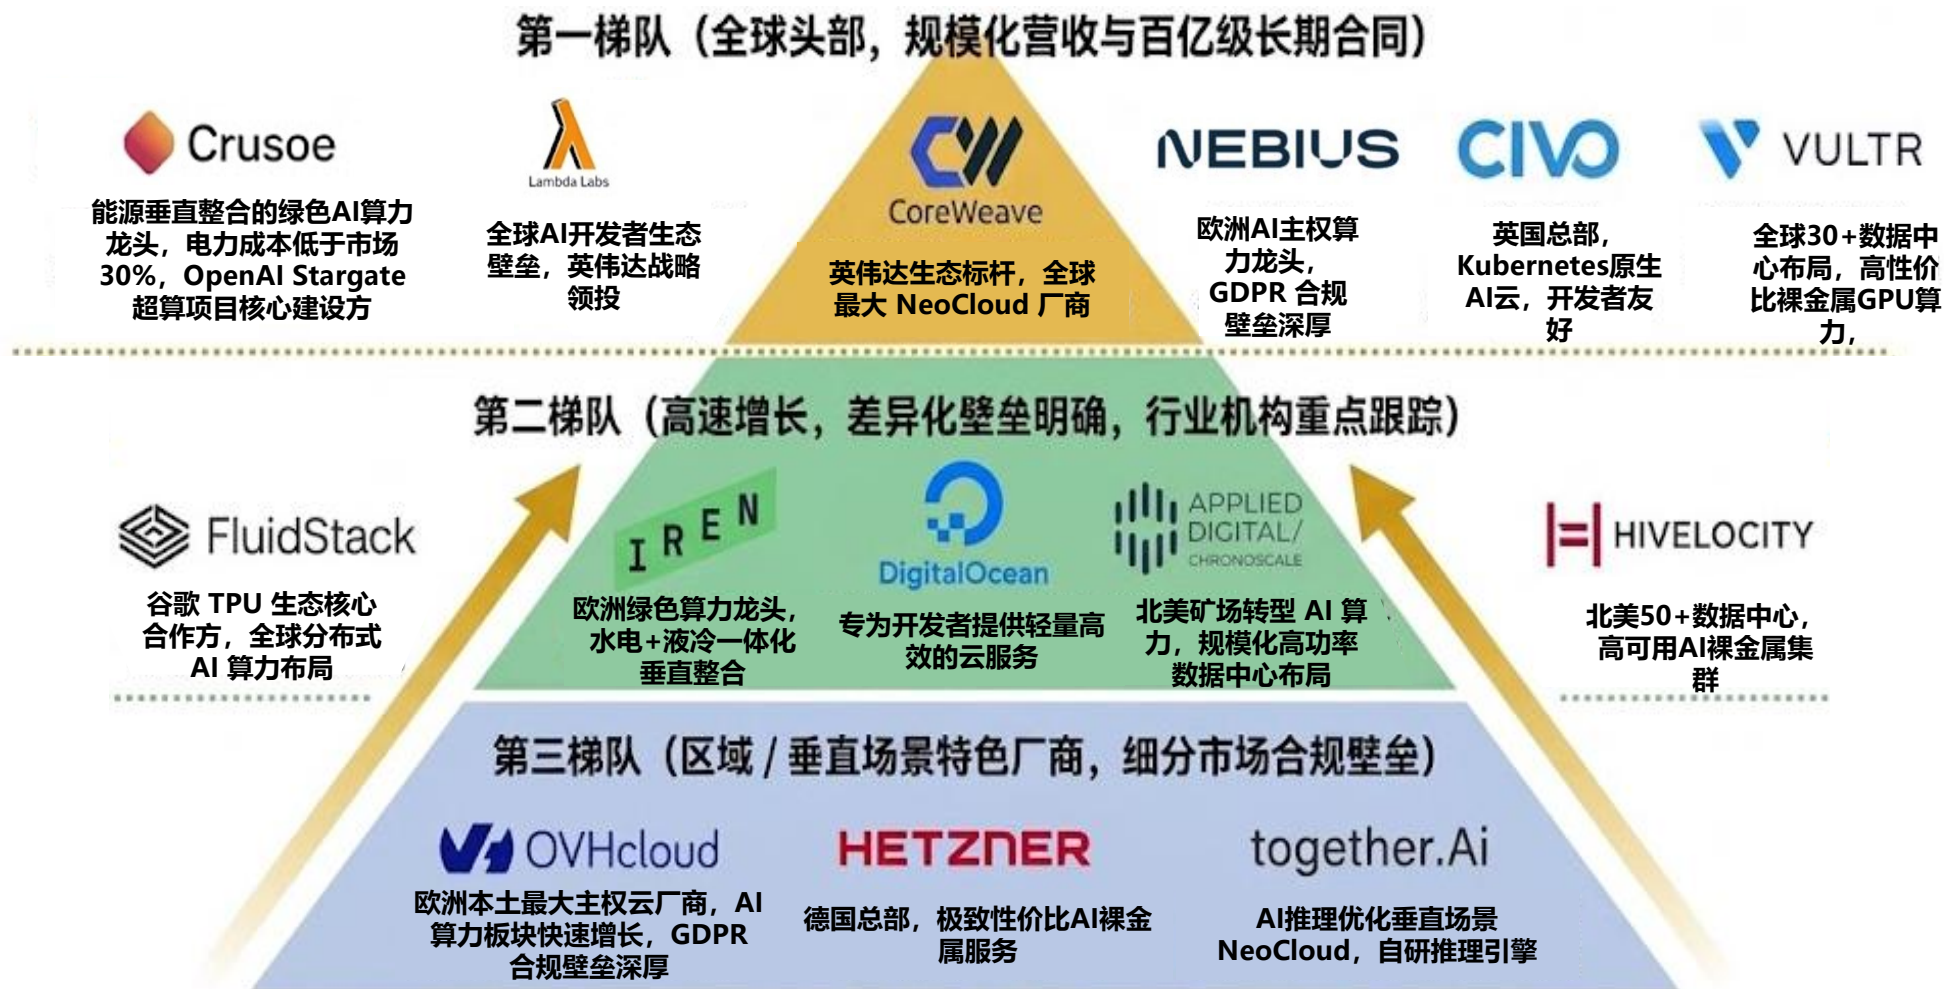 第一梯队（全球头部，规模化营收与百亿级长期合同）
Crusoe
能源垂直整合的绿色AI算力
龙头，电力成本低于市场
30%，OpenAI Stargate
超算项目核心建设方
Lambda Labs
全球AI开发者生态
壁垒，英伟达战略
领投
CoreWeave
英伟达生态标杆，全球
最大 NeoCloud 厂商
NEBIUS
欧洲AI主权算
力龙头，
GDPR 合规
壁垒深厚
CIVO
英国总部，
Kubernetes原生
AI云，开发者友
好
VULTR
全球30+数据中
心布局，高性价
比裸金属GPU算
力，
第二梯队（高速增长，差异化壁垒明确，行业机构重点跟踪）
FluidStack
谷歌 TPU 生态核心
合作方，全球分布式
AI 算力布局
IREN
欧洲绿色算力龙头，
水电+液冷一体化
垂直整合
DigitalOcean
专为开发者提供轻量高
效的云服务
APPLIED
DIGITAL/
CHRONOSCALE
北美矿场转型 AI 算
力，规模化高功率
数据中心布局
HIVELOCITY
北美50+数据中心，
高可用AI裸金属集
群
第三梯队（区域 / 垂直场景特色厂商，细分市场合规壁垒）
OVHcloud
欧洲本土最大主权云厂商，AI
算力板块快速增长，GDPR
合规壁垒深厚
HETZNER
德国总部，极致性价比AI裸金
属服务
together.Ai
AI推理优化垂直场景
NeoCloud，自研推理引擎